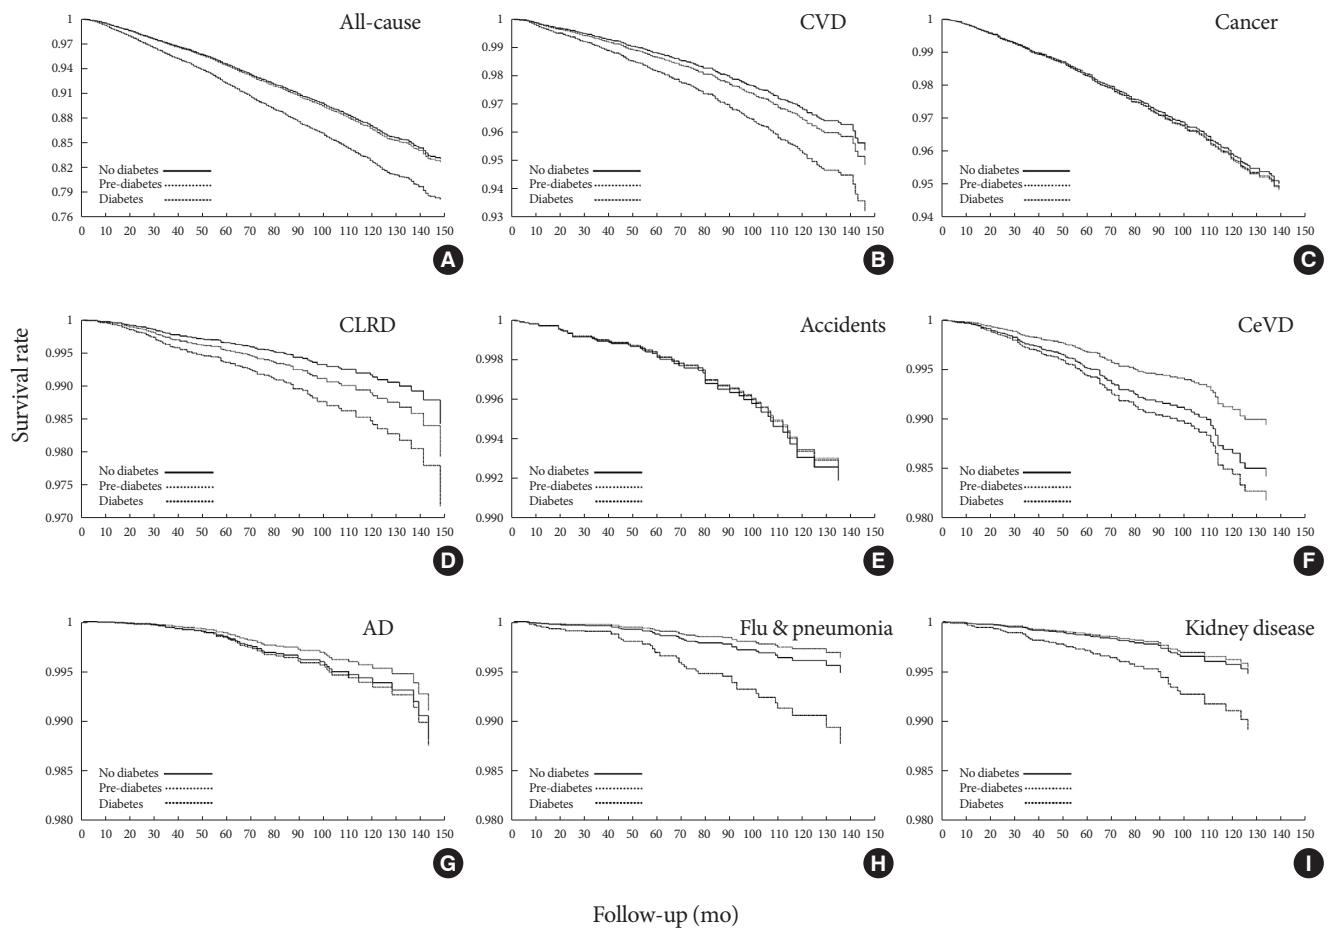 Survival rate
All-cause
1
0.97
0.94
0.91
0.88
0.85
0.82
0.79
0.76
No diabetes
Pre-diabetes
Diabetes
0 10 20 30 40 50 60 70 80 90 100 110 120 130 140 150
A
CVD
1
0.99
0.98
0.97
0.96
0.95
0.94
0.93
No diabetes
Pre-diabetes
Diabetes
0 10 20 30 40 50 60 70 80 90 100 110 120 130 140 150
B
Cancer
1
0.99
0.98
0.97
0.96
0.95
0.94
No diabetes
Pre-diabetes
Diabetes
0 10 20 30 40 50 60 70 80 90 100 110 120 130 140 150
C
CLRD
1
0.995
0.990
0.985
0.980
0.975
0.970
No diabetes
Pre-diabetes
Diabetes
0 10 20 30 40 50 60 70 80 90 100 110 120 130 140 150
D
Accidents
1
0.998
0.996
0.994
0.992
0.990
No diabetes
Pre-diabetes
Diabetes
0 10 20 30 40 50 60 70 80 90 100 110 120 130 140 150
E
CeVD
1
0.995
0.990
0.985
0.980
No diabetes
Pre-diabetes
Diabetes
0 10 20 30 40 50 60 70 80 90 100 110 120 130 140 150
F
AD
1
0.995
0.990
0.985
0.980
No diabetes
Pre-diabetes
Diabetes
0 10 20 30 40 50 60 70 80 90 100 110 120 130 140 150
G
Flu & pneumonia
1
0.995
0.990
0.985
0.980
No diabetes
Pre-diabetes
Diabetes
0 10 20 30 40 50 60 70 80 90 100 110 120 130 140 150
H
Kidney disease
1
0.995
0.990
0.985
0.980
No diabetes
Pre-diabetes
Diabetes
0 10 20 30 40 50 60 70 80 90 100 110 120 130 140 150
I
Follow-up (mo)